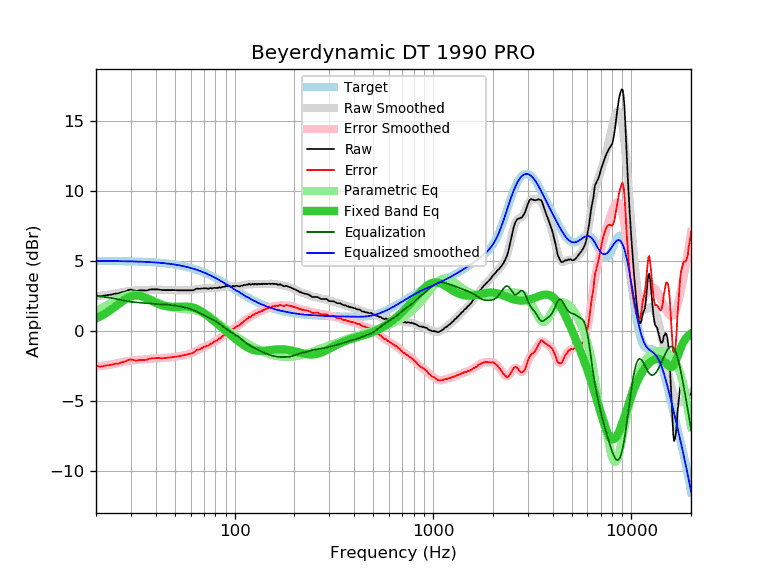 Beyerdynamic DT 1990 PRO
Target
Raw Smoothed
Error Smoothed
Raw
Error
Parametric Eq
Fixed Band Eq
Equalization
Equalized smoothed
15
10
5
0
−5
−10
Amplitude (dBr)
100
1000
10000
Frequency (Hz)